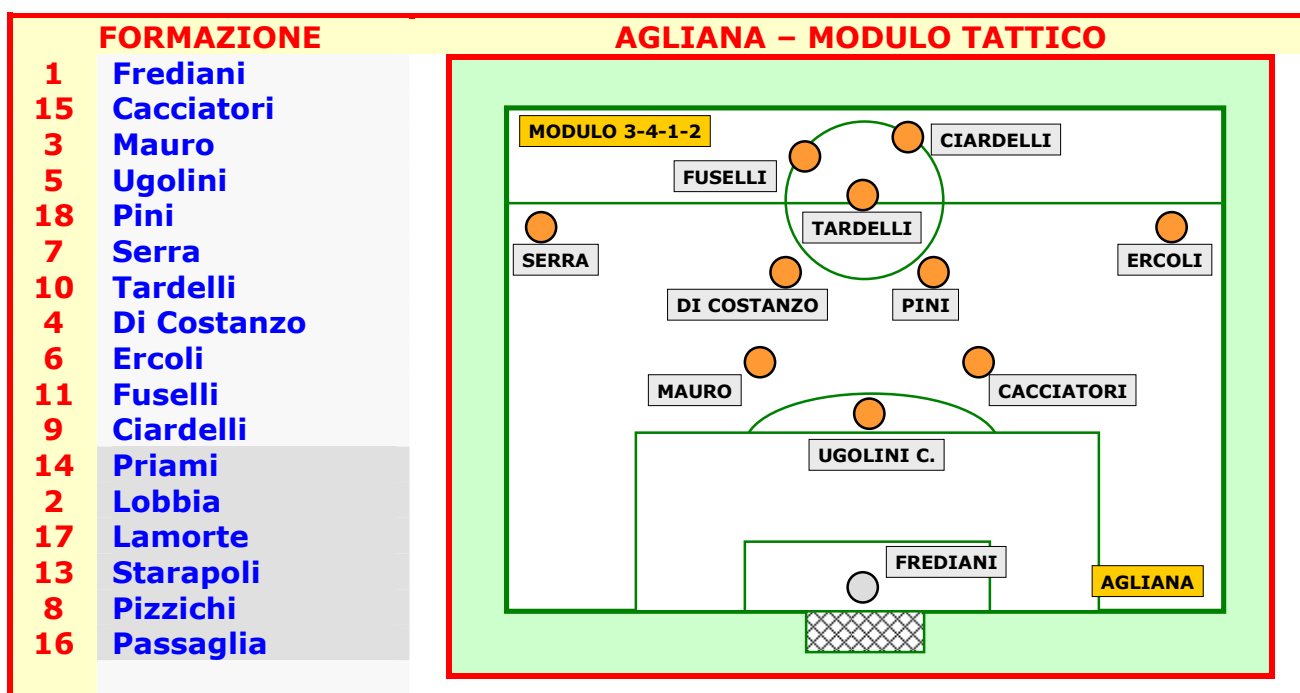 FORMAZIONE
1 Frediani
15 Cacciatori
3 Mauro
5 Ugolini
18 Pini
7 Serra
10 Tardelli
4 Di Costanzo
6 Ercoli
11 Fuselli
9 Ciardelli
14 Priami
2 Lobbia
17 Lamorte
13 Starapoli
8 Pizzichi
16 Passaglia
AGLIANA – MODULO TATTICO
MODULO 3-4-1-2
CIARDELLI
FUSELLI
TARDELLI
SERRA
ERCOLI
DI COSTANZO
PINI
MAURO
CACCIATORI
UGOLINI C.
FREDIANI
AGLIANA